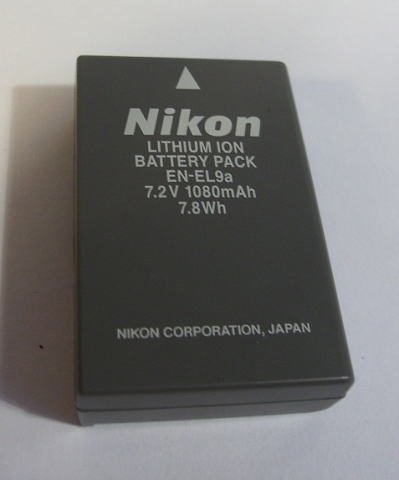 Nikon
LITHIUM ION
BATTERY PACK
EN-EL9a
7.2V 1080mAh
7.8Wh
NIKON CORPORATION, JAPAN